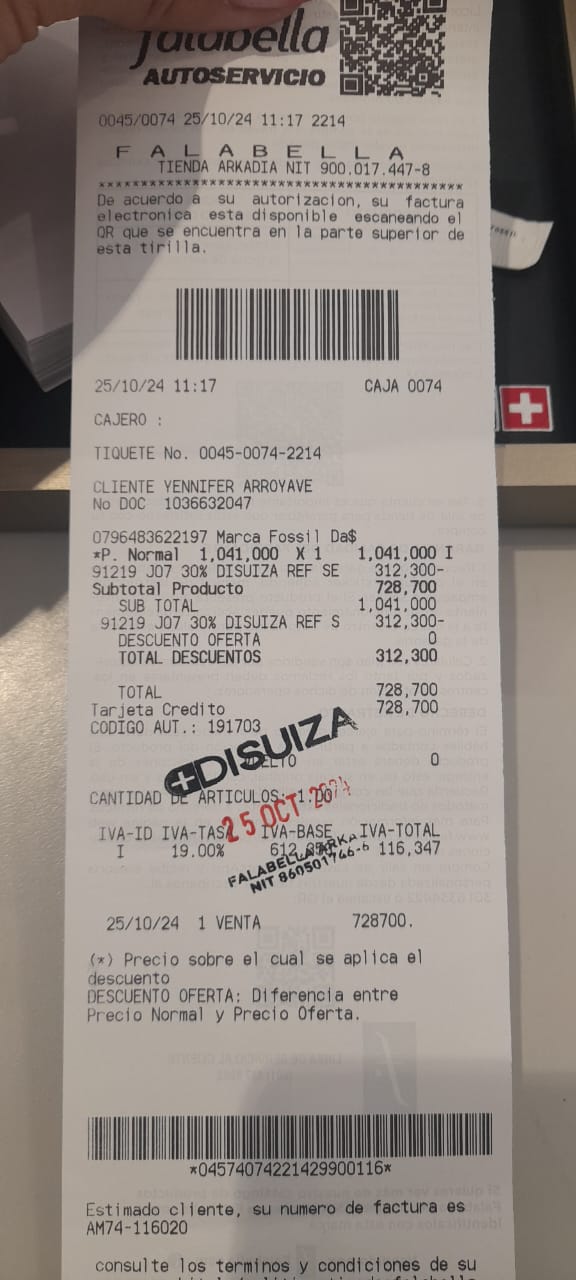 falabella
AUTOSERVICIO
0045/0074 25/10/24 11:17 2214
F A L A B E L L A
TIENDA ARKADIA NIT 900.017.447-8
************************************************
De acuerdo a su autorizacion, su factura
electronica esta disponible escaneando el
QR que se encuentra en la parte superior de
esta tirilla.
25/10/24 11:17 CAJA 0074
CAJERO :
TIQUETE No. 0045-0074-2214
CLIENTE YENNIFER ARROYAVE
No DOC 1036632047
0796483622197 Marca Fossil Da$
*P. Normal 1,041,000 X 1 1,041,000 I
91219 J07 30% DISUIZA REF SE 312,300-
Subtotal Producto 728,700
SUB TOTAL 1,041,000
91219 J07 30% DISUIZA REF S 312,300-
DESCUENTO OFERTA 0
TOTAL DESCUENTOS 312,300
TOTAL 728,700
Tarjeta Credito 728,700
CODIGO AUT.: 191703
DISUIZA
0
CANTIDAD DE ARTICULOS: 1.00
25 OCT 2024
IVA-ID IVA-TASA IVA-BASE IVA-TOTAL
I 19.00% 116,347
FALABELLA ARKA
NIT 860501766-6
25/10/24 1 VENTA 728700.
(*) Precio sobre el cual se aplica el
descuento
DESCUENTO OFERTA: Diferencia entre
Precio Normal y Precio Oferta.
*04574074221429900116*
Estimado cliente, su numero de factura es
AM74-116020
consulte los terminos y condiciones de su